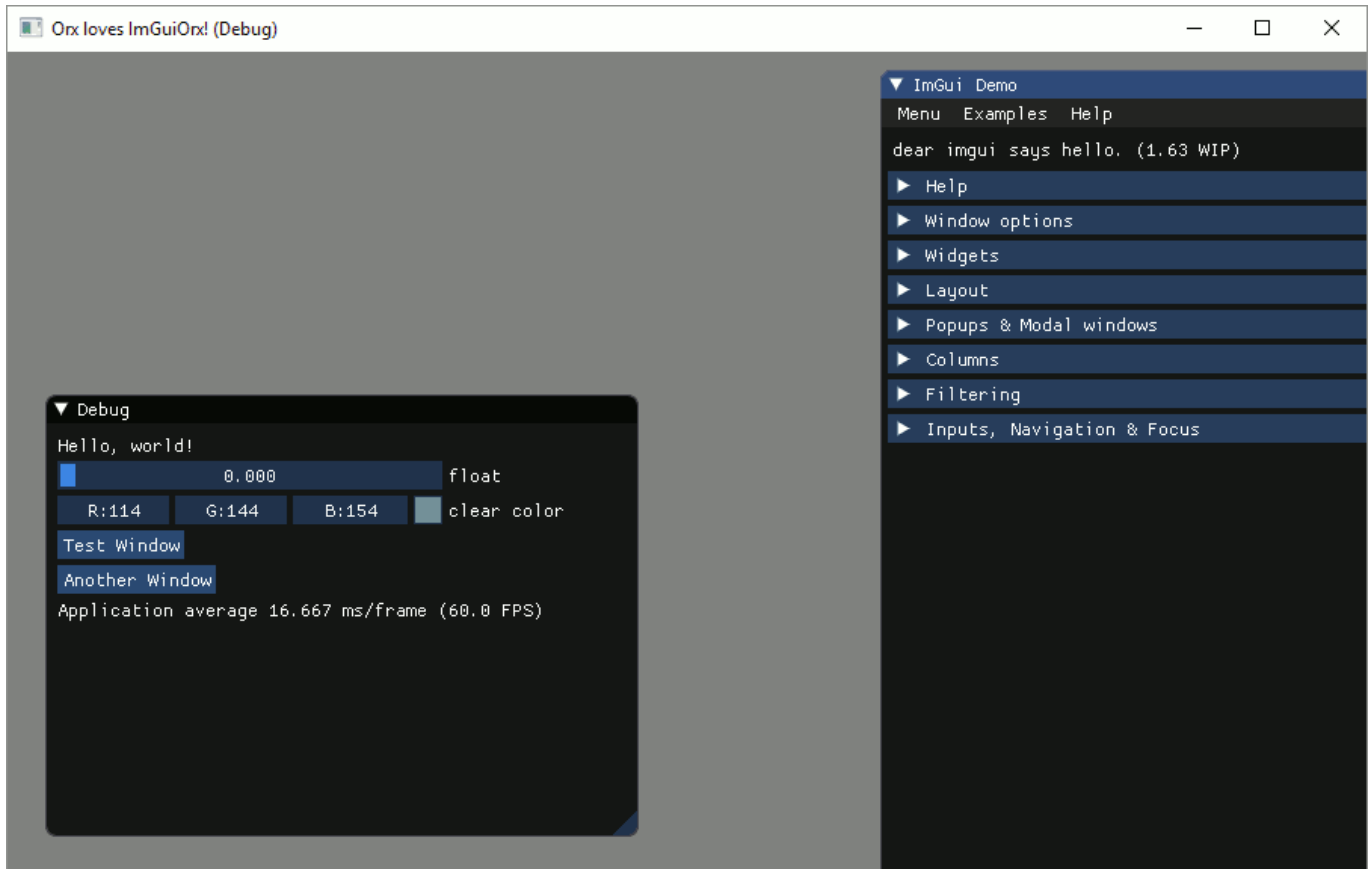 Orx loves ImGuiOrx! (Debug)
ImGui Demo
Menu Examples Help
dear imgui says hello. (1.63 WIP)
Help
Window options
Widgets
Layout
Popups & Modal windows
Columns
Filtering
Inputs, Navigation & Focus
Debug
Hello, world!
0.000 float
R:114 G:144 B:154 clear color
Test Window
Another Window
Application average 16.667 ms/frame (60.0 FPS)